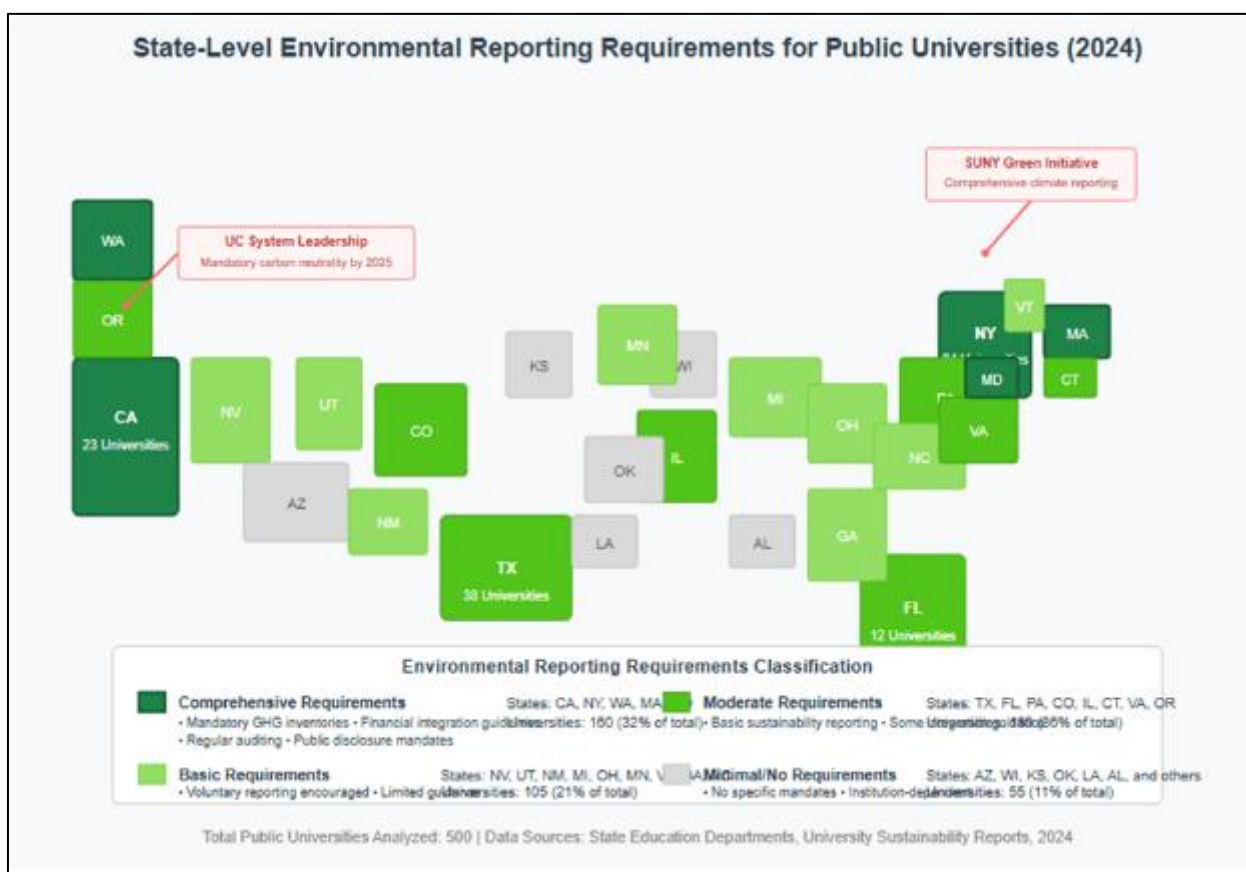 State-Level Environmental Reporting Requirements for Public Universities (2024)
SUNY Green Initiative
Comprehensive climate reporting
WA
UC System Leadership
Mandatory carbon neutrality by 2025
OR
VT
NY
MA
MN
WI
KS
MD
CT
CA
23 Universities
NV
UT
CO
MI
OH
VA
NC
IL
OK
AZ
NM
LA
AL
GA
TX
38 Universities
FL
12 Universities
Environmental Reporting Requirements Classification
Comprehensive Requirements
States: CA, NY, WA, MA,
• Mandatory GHG inventories • Financial integration
Universities: 160 (32% of total)
• Regular auditing • Public disclosure mandates
Moderate Requirements
States: TX, FL, PA, CO, IL, CT, VA, OR
• Basic sustainability reporting • Some
Basic Requirements
States: NV, UT, NM, MI, OH, MN,
• Voluntary reporting encouraged • Limited
Universities: 105 (21% of total)
Minimal/No Requirements
States: AZ, WI, KS, OK, LA, AL, and others
• No specific mandates •
Universities: 55 (11% of total)
Total Public Universities Analyzed: 500 | Data Sources: State Education Departments, University Sustainability Reports, 2024